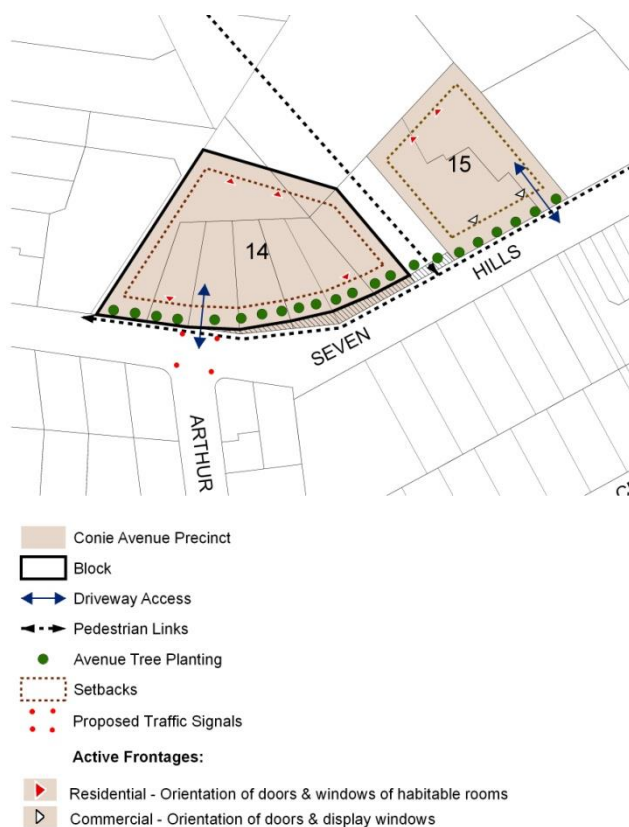 15
14
HILLS
SEVEN
ARTHUR
Conie Avenue Precinct
Block
Driveway Access
Pedestrian Links
Avenue Tree Planting
Setbacks
Proposed Traffic Signals
Active Frontages:
Residential - Orientation of doors & windows of habitable rooms
Commercial - Orientation of doors & display windows